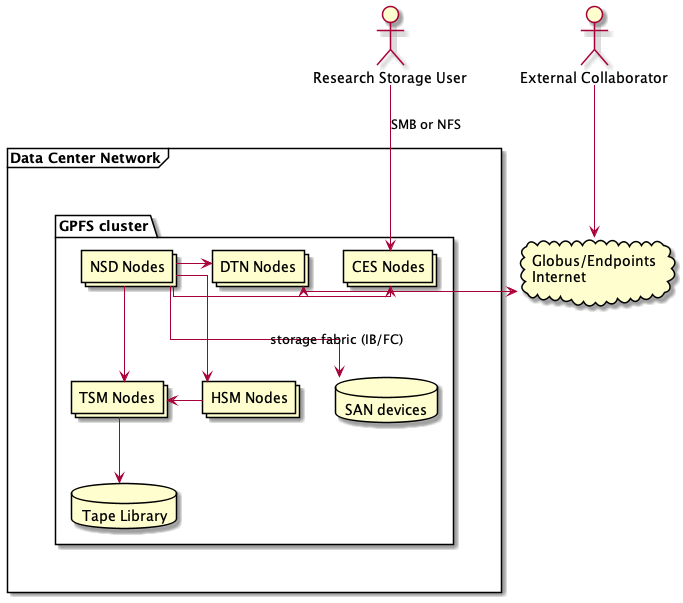 Research Storage User
External Collaborator
SMB or NFS
Data Center Network
GPFS cluster
NSD Nodes
DTN Nodes
CES Nodes
Globus/Endpoints
Internet
storage fabric (IB/FC)
TSM Nodes
HSM Nodes
SAN devices
Tape Library